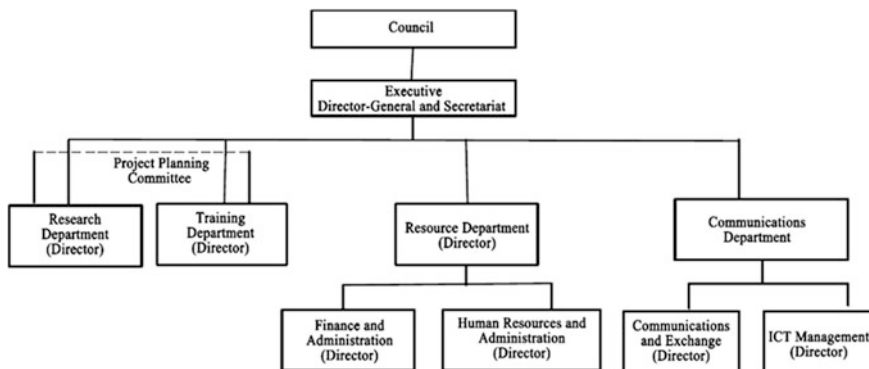 Council
Executive
Director-General and Secretariat
Project Planning
Committee
Research
Department
(Director)
Training
Department
(Director)
Resource Department
(Director)
Communications
Department
Finance and
Administration
(Director)
Human Resources and
Administration
(Director)
Communications
and Exchange
(Director)
ICT Management
(Director)